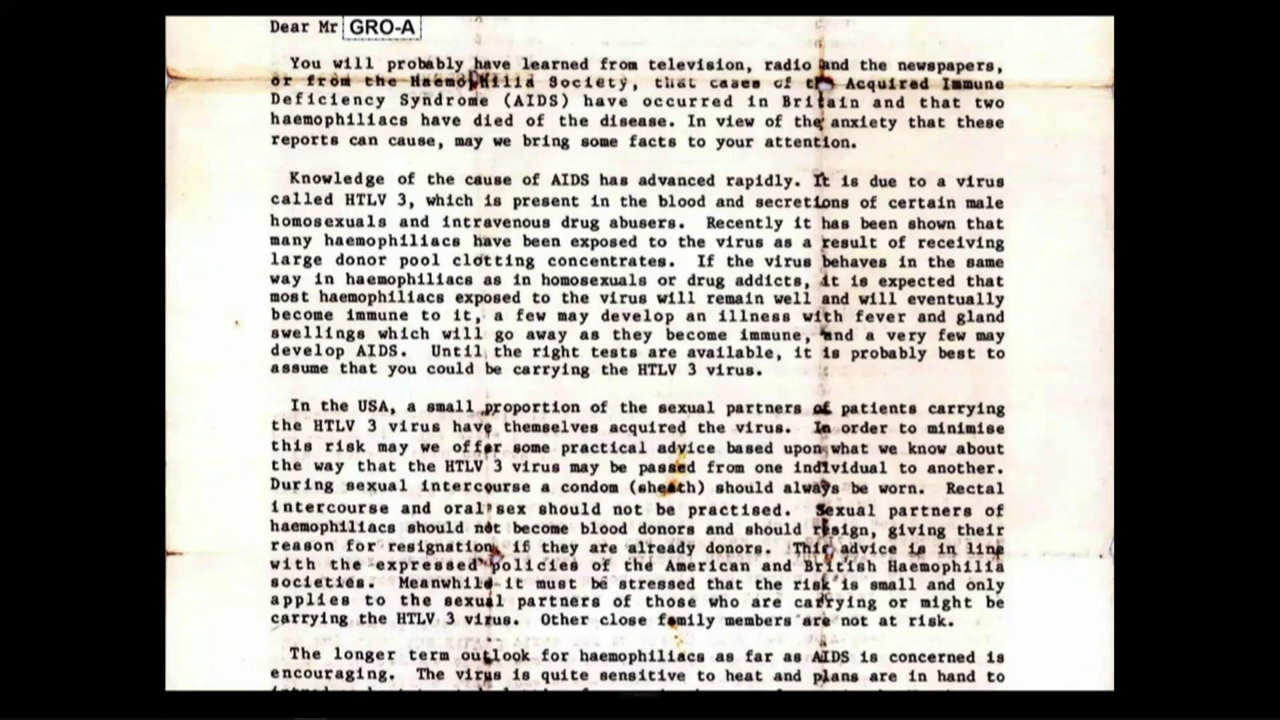 Dear Mr GRO-A
You will probably have learned from television, radio and the newspapers,
or from the Haemophilia Society, that cases of the Acquired Immune
Deficiency Syndrome (AIDS) have occurred in Britain and that two
haemophiliacs have died of the disease. In view of the anxiety that these
reports can cause, may we bring some facts to your attention.
Knowledge of the cause of AIDS has advanced rapidly. It is due to a virus
called HTLV 3, which is present in the blood and secretions of certain male
homosexuals and intravenous drug abusers. Recently it has been shown that
many haemophiliacs have been exposed to the virus as a result of receiving
large donor pool clotting concentrates. If the virus behaves in the same
way in haemophiliacs as in homosexuals or drug addicts, it is expected that
most haemophiliacs exposed to the virus will remain well and will eventually
become immune to it, a few may develop an illness with fever and gland
swellings which will go away as they become immune, and a very few may
develop AIDS. Until the right tests are available, it is probably best to
assume that you could be carrying the HTLV 3 virus.
In the USA, a small proportion of the sexual partners of patients carrying
the HTLV 3 virus have themselves acquired the virus. In order to minimise
this risk may we offer some practical advice based upon what we know about
the way that the HTLV 3 virus may be passed from one individual to another.
During sexual intercourse a condom (sheath) should always be worn. Rectal
intercourse and oral sex should not be practised. Sexual partners of
haemophiliacs should not become blood donors and should resign, giving their
reason for resignation, if they are already donors. This advice is in line
with the expressed policies of the American and British Haemophilia
societies. Meanwhile it must be stressed that the risk is small and only
applies to the sexual partners of those who are carrying or might be
carrying the HTLV 3 virus. Other close family members are not at risk.
The longer term outlook for haemophiliacs as far as AIDS is concerned is
encouraging. The virus is quite sensitive to heat and plans are in hand to